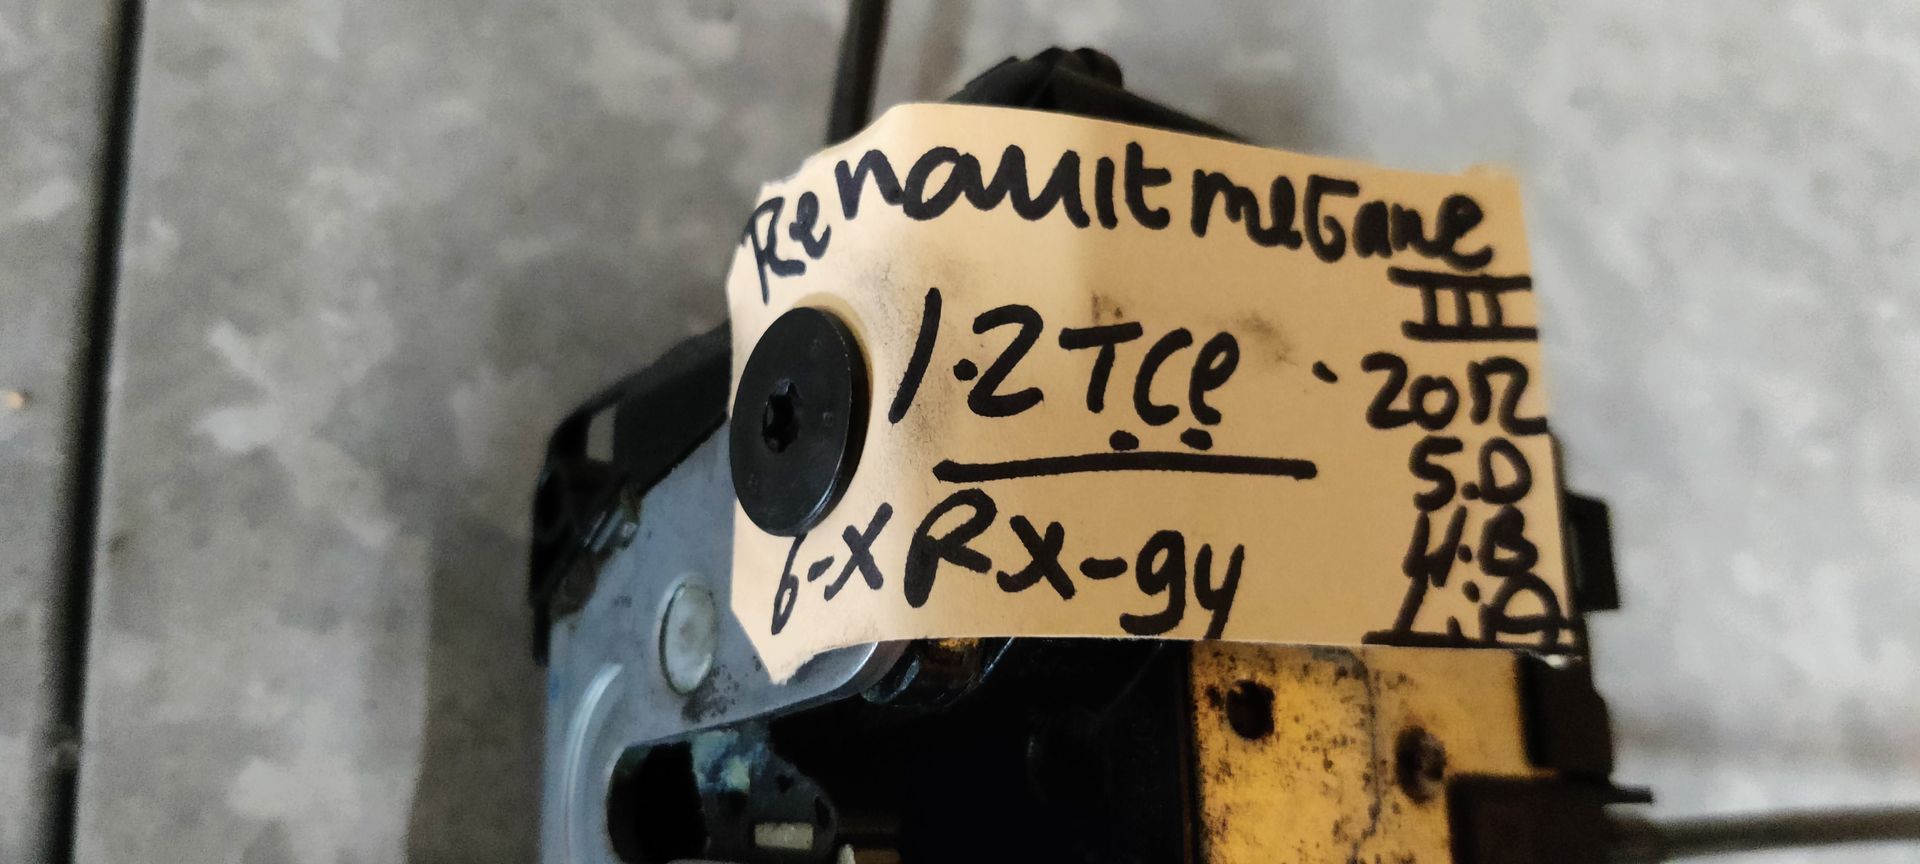 Renault meGane
III
1.2 TCe
2012
5.D
H.B
L.A
6-XRX-94